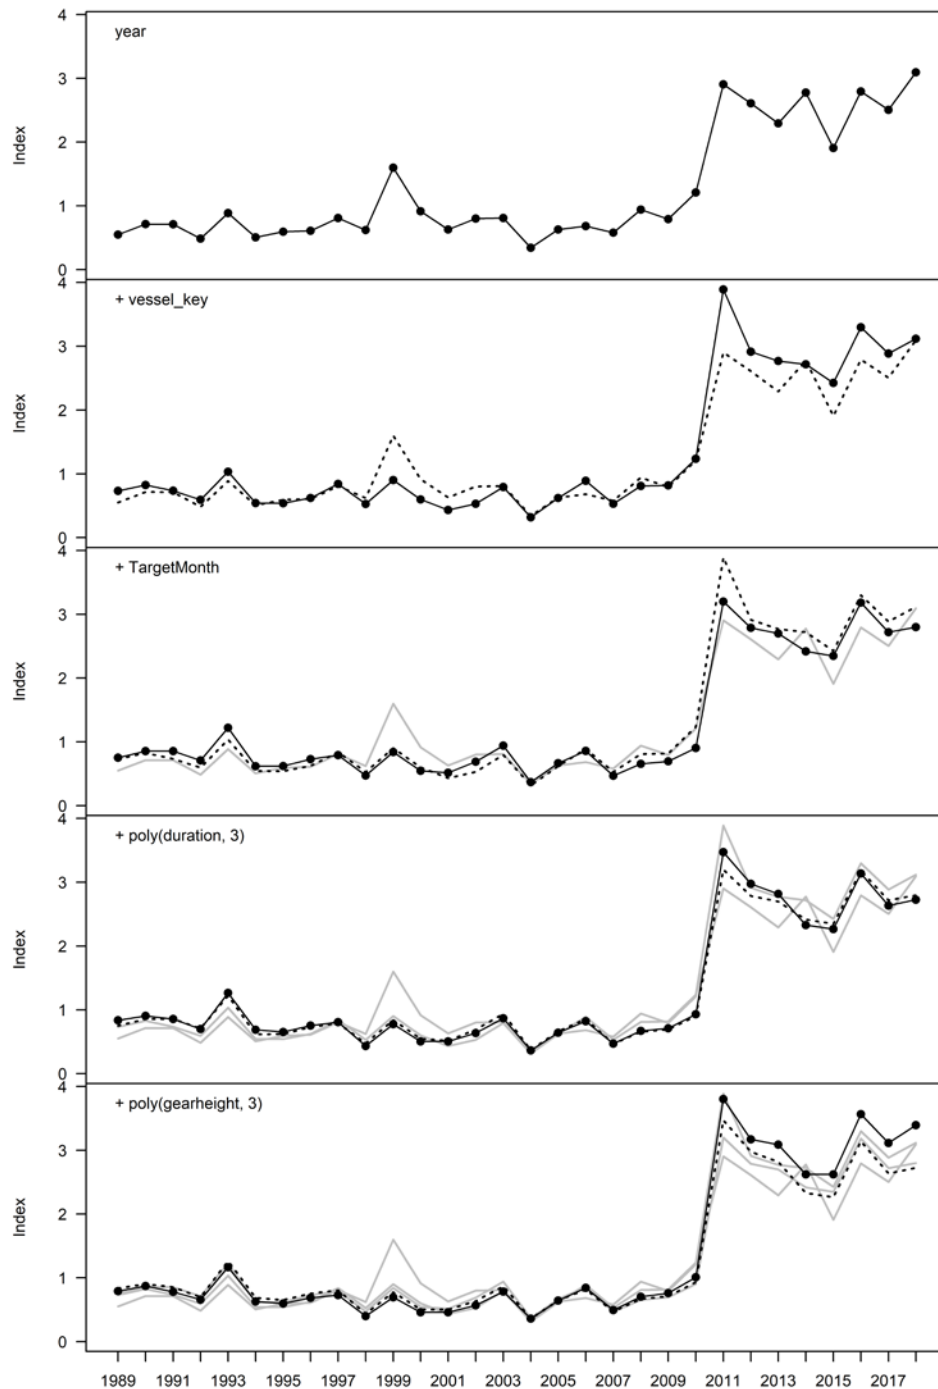 4
year
3
Index
2
1
0
4
+ vessel_key
3
Index
2
1
0
4
+ TargetMonth
3
Index
2
1
0
4
+ poly(duration, 3)
3
Index
2
1
0
4
+ poly(gearheight, 3)
3
Index
2
1
0
1989 1991 1993 1995 1997 1999 2001 2003 2005 2007 2009 2011 2013 2015 2017